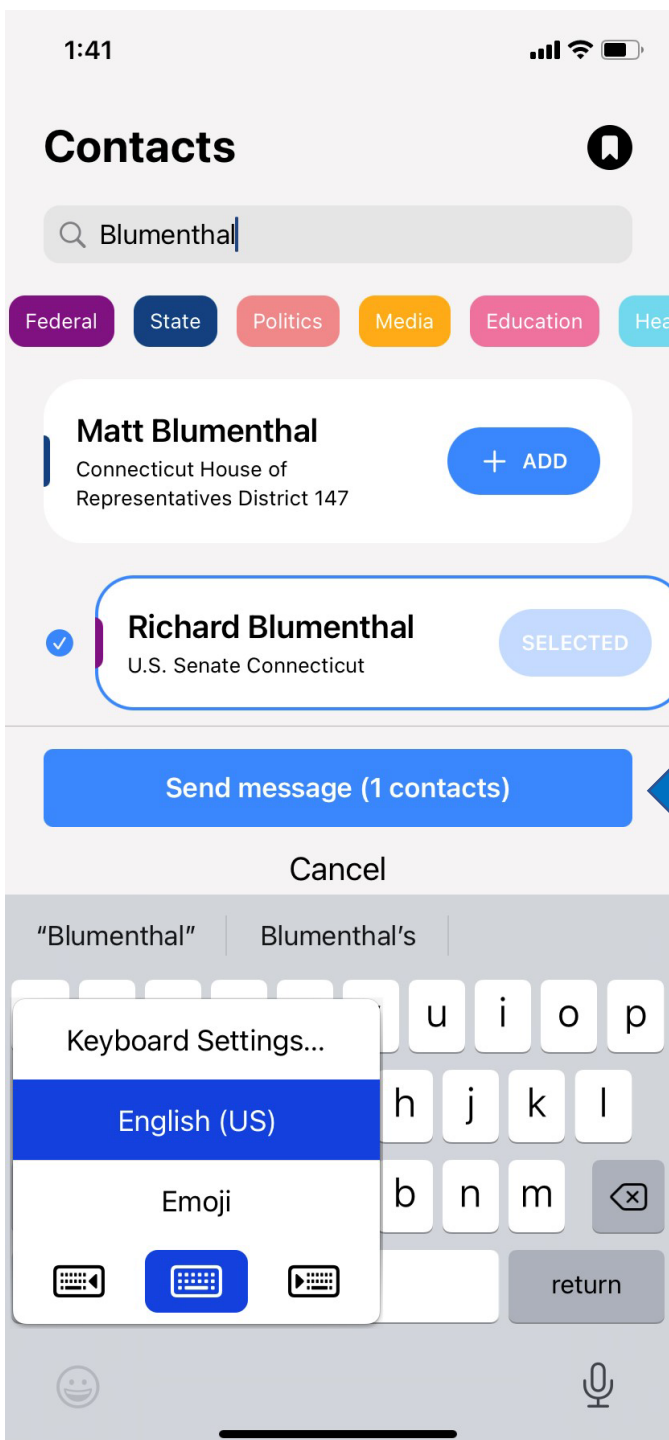 1:41
Contacts
Blumenthal
Federal State Politics Media Education Hea
Matt Blumenthal
Connecticut House of
Representatives District 147
+ ADD
Richard Blumenthal
U.S. Senate Connecticut
SELECTED
Send message (1 contacts)
Cancel
“Blumenthal” Blumenthal's
u i o p
Keyboard Settings...
h j k l
English (US)
b n m
Emoji
return